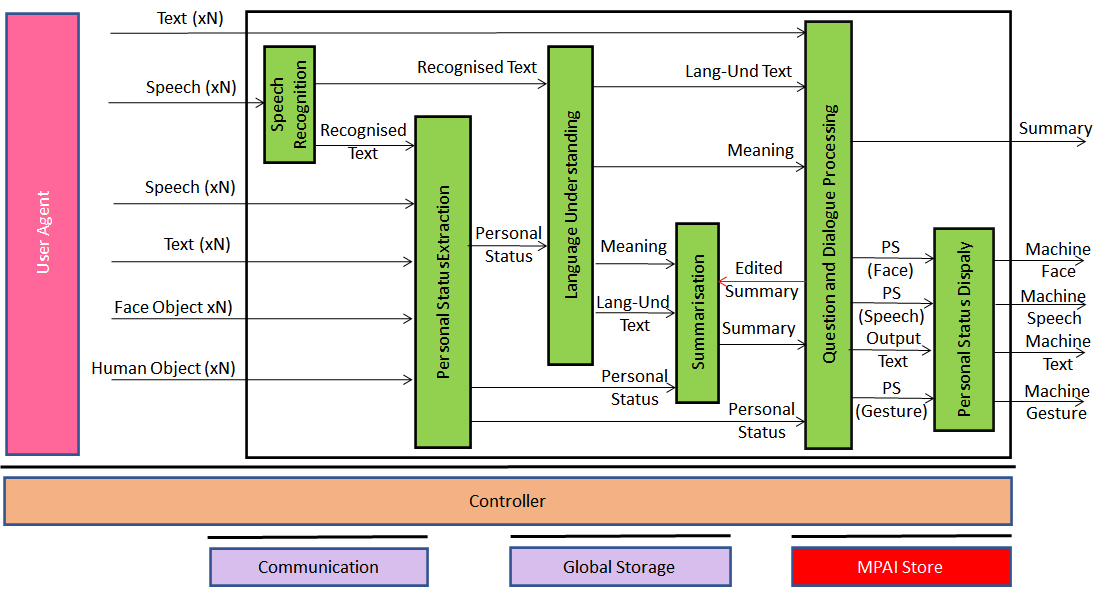 Text (xN)
Speech (xN)
Speech (xN)
Text (xN)
Face Object xN)
Human Object (xN)
User Agent
Speech
Recognition
Recognised Text
Recognised
Text
Personal StatusExtraction
Personal
Status
Language Understanding
Lang-Und Text
Meaning
Meaning
Lang-Und
Text
Summarisation
Edited
Summary
Summary
Personal
Status
Personal
Status
Question and Dialogue Processing
Summary
PS
(Face)
PS
(Speech)
Output
Text
PS
(Gesture)
Personal Status Dispaly
Machine
Face
Machine
Speech
Machine
Text
Machine
Gesture
Controller
Communication
Global Storage
MPAI Store